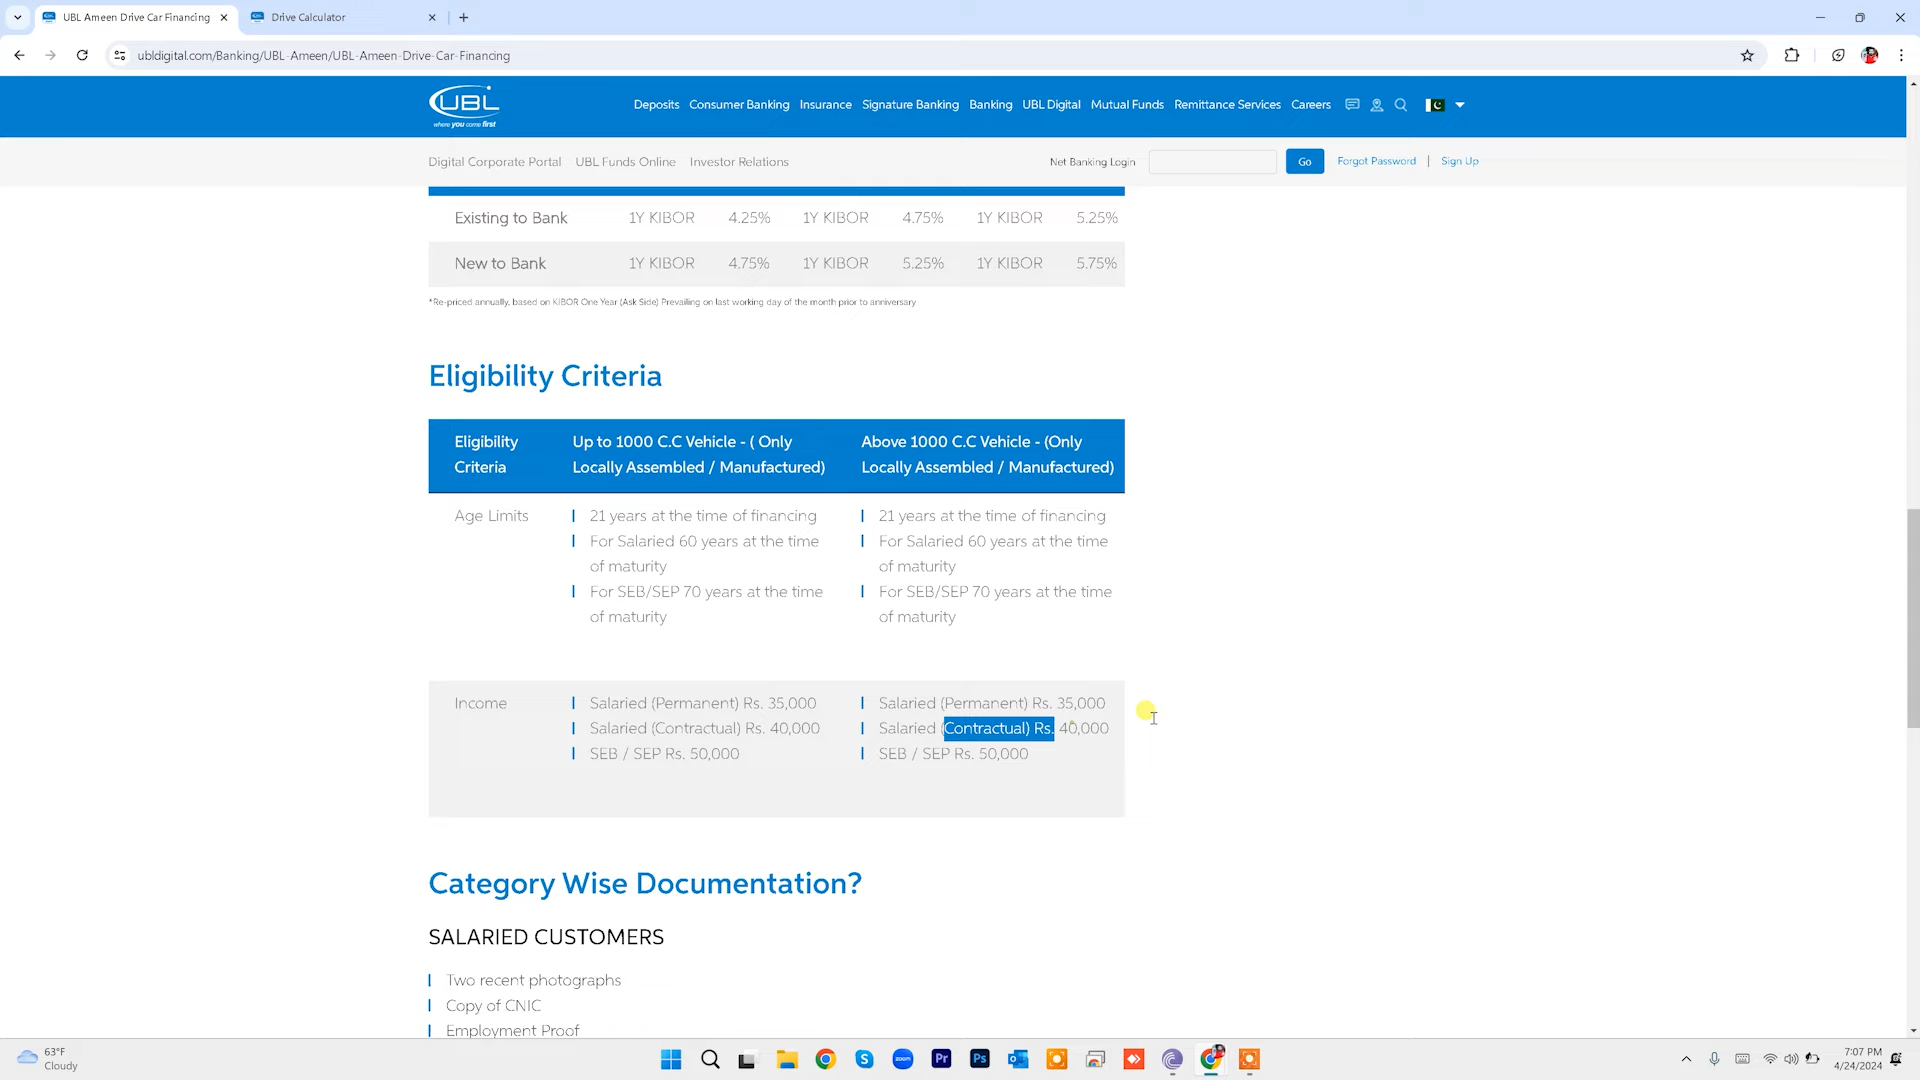 UBL Ameen Drive Car Financing
Drive Calculator
ubldigital.com/Banking/UBL-Ameen/UBL-Ameen-Drive-Car-Financing
UBL
where you come first
Deposits Consumer Banking Insurance Signature Banking Banking UBL Digital Mutual Funds Remittance Services Careers
Digital Corporate Portal UBL Funds Online Investor Relations Net Banking Login Go Forgot Password | Sign Up
Existing to Bank 1Y KIBOR 4.25% 1Y KIBOR 4.75% 1Y KIBOR 5.25%
New to Bank 1Y KIBOR 4.75% 1Y KIBOR 5.25% 1Y KIBOR 5.75%
*Re-priced annually, based on KIBOR One Year (Ask Side) Prevailing on last working day of the month prior to anniversary
Eligibility Criteria
Eligibility Criteria
Up to 1000 C.C Vehicle - ( Only
Locally Assembled / Manufactured)
Above 1000 C.C Vehicle - (Only
Locally Assembled / Manufactured)
Age Limits
21 years at the time of financing
For Salaried 60 years at the time
of maturity
For SEB/SEP 70 years at the time
of maturity
21 years at the time of financing
For Salaried 60 years at the time
of maturity
For SEB/SEP 70 years at the time
of maturity
Income
Salaried (Permanent) Rs. 35,000
Salaried (Contractual) Rs. 40,000
SEB / SEP Rs. 50,000
Salaried (Permanent) Rs. 35,000
Salaried (Contractual) Rs. 40,000
SEB / SEP Rs. 50,000
Category Wise Documentation?
SALARIED CUSTOMERS
Two recent photographs
Copy of CNIC
Employment Proof
63°F
Cloudy
zoom
Pr
Ps
7:07 PM
4/24/2024